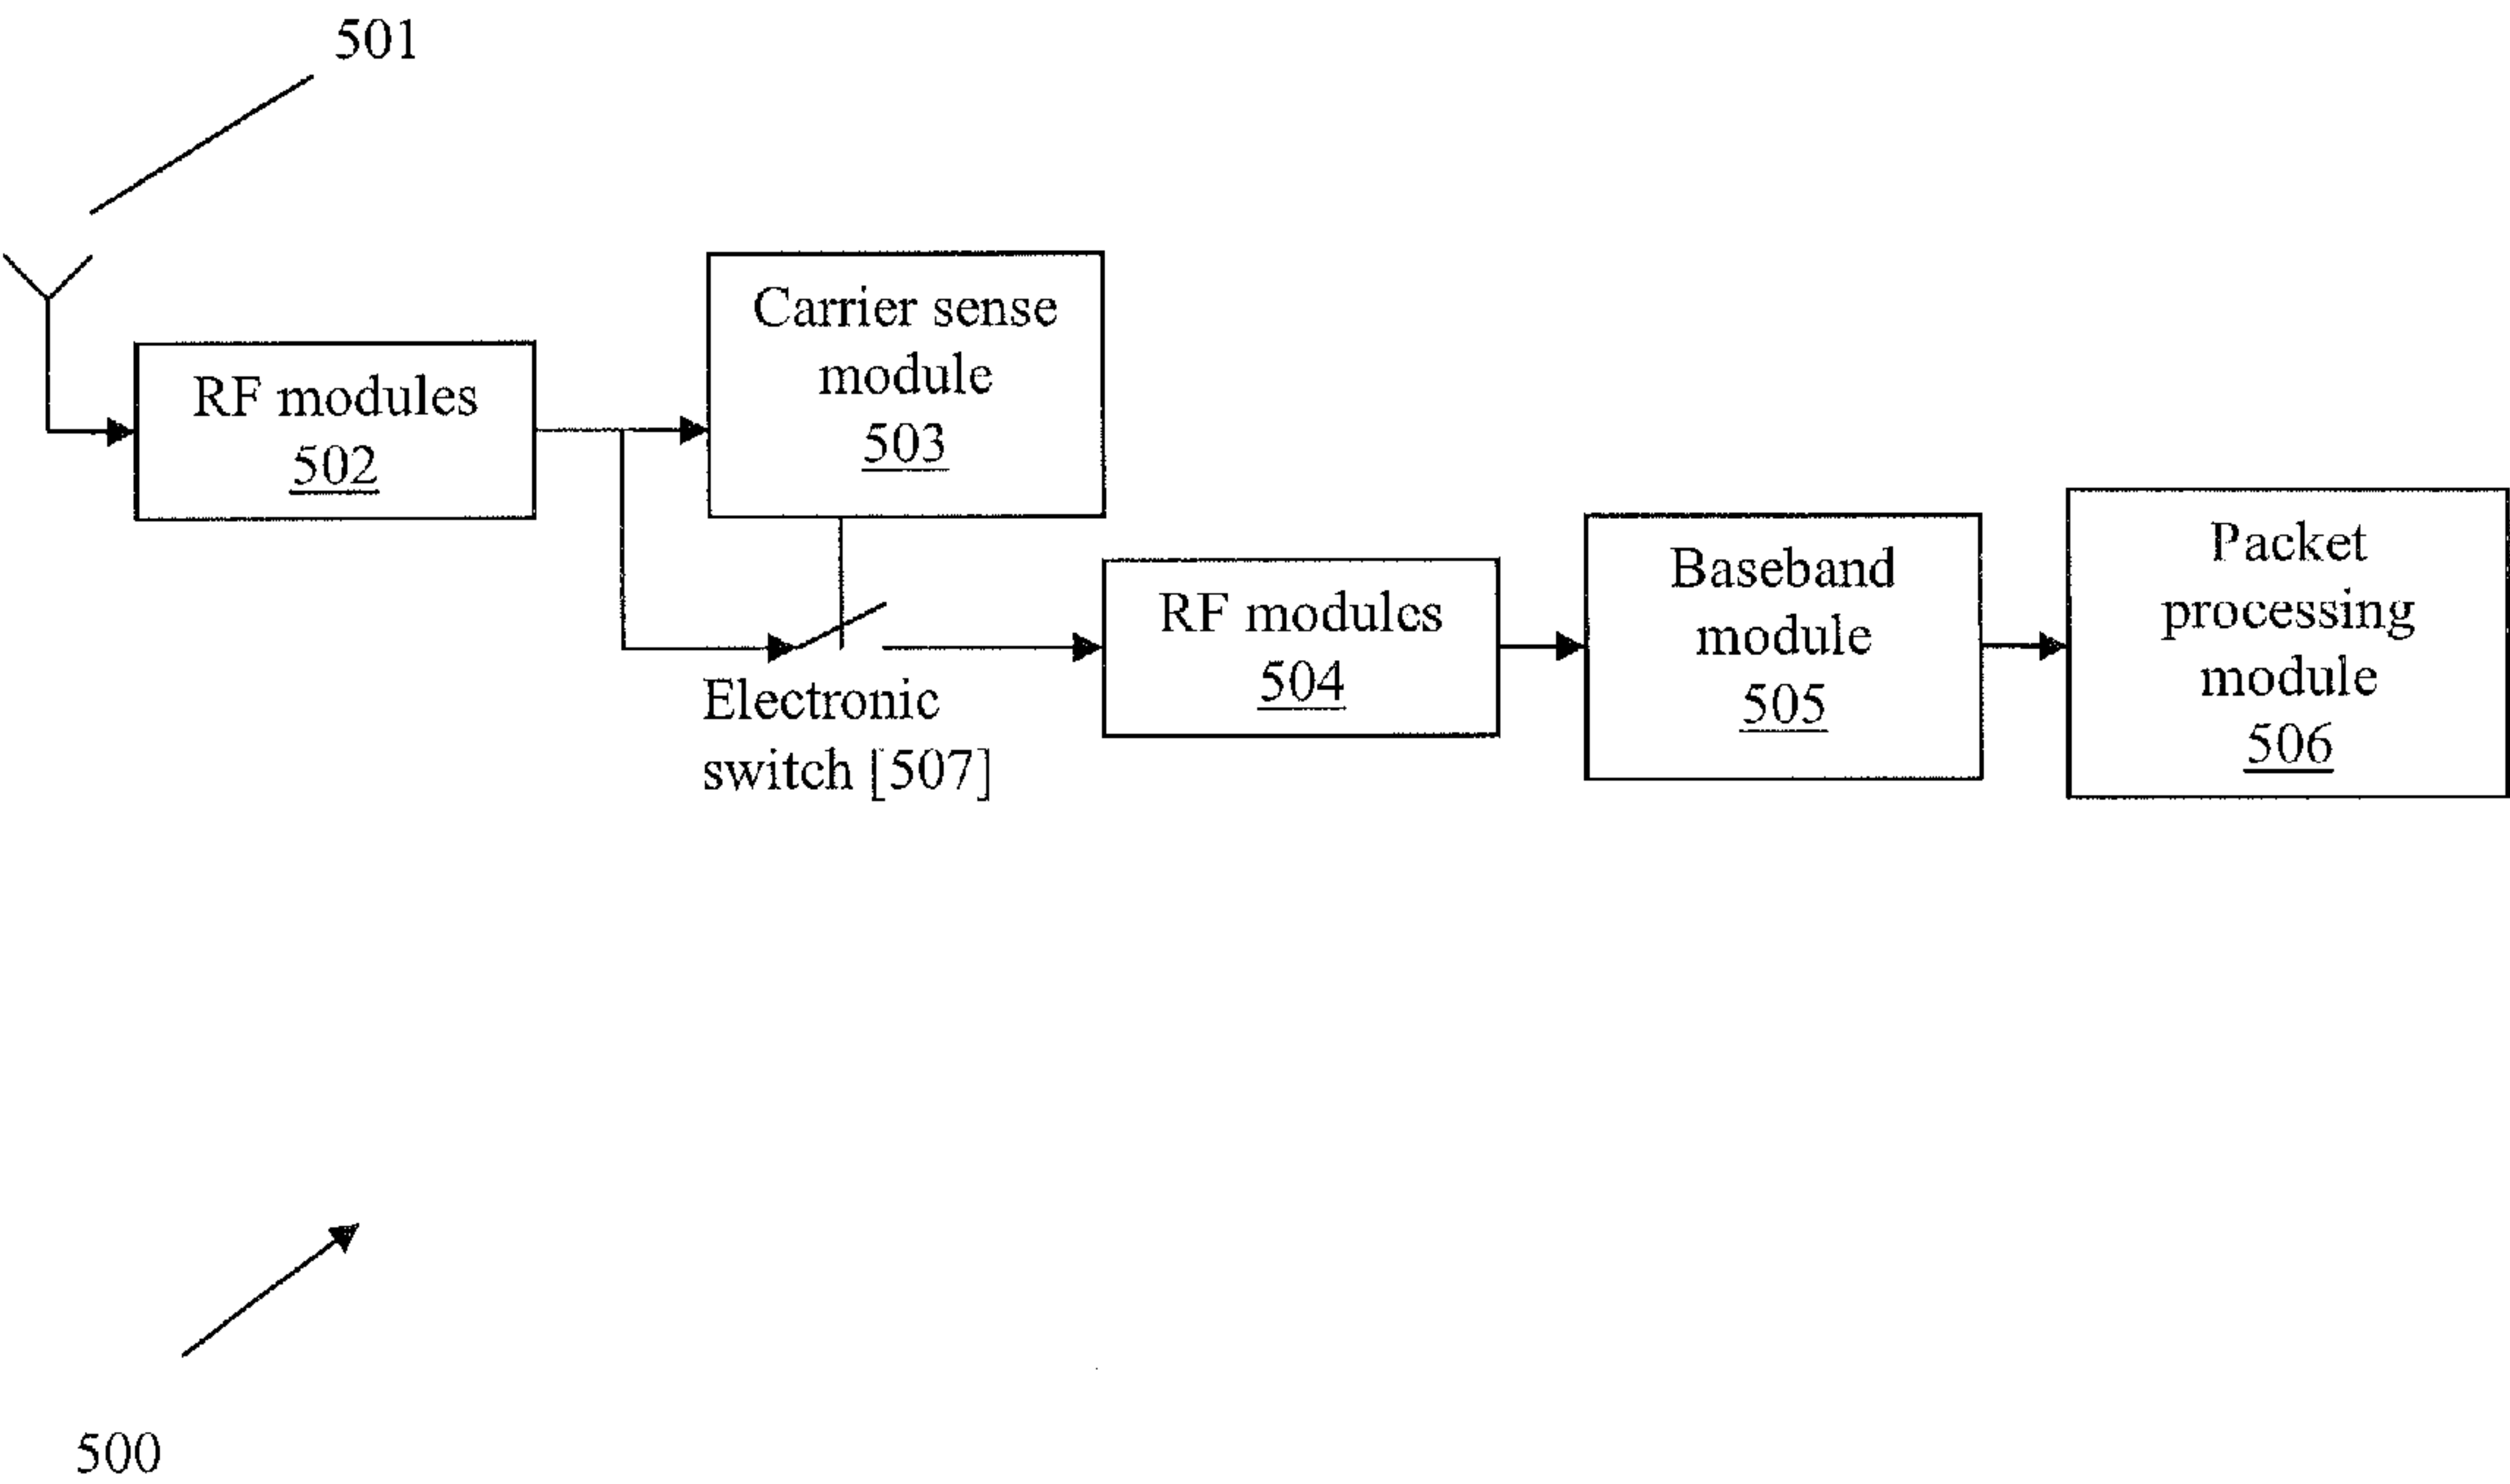 501
Carrier sense
module
503
RF modules
502
Electronic
switch [507]
RF modules
504
Baseband
module
505
Packet
processing
module
506
500